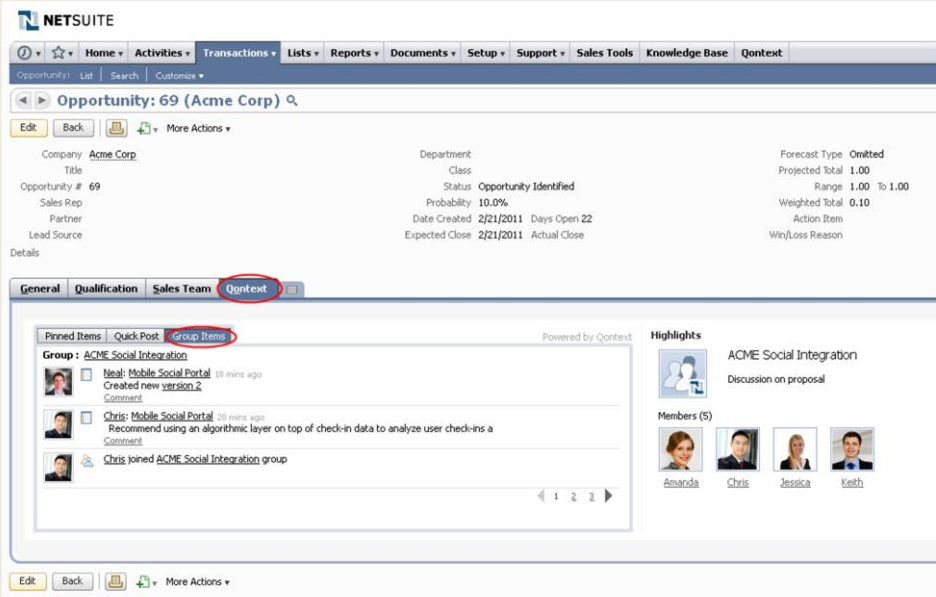 NETSUITE
Home Activities Transactions Lists Reports Documents Setup Support Sales Tools Knowledge Base Qontext
Opportunity: List Search Customize
Opportunity: 69 (Acme Corp)
Edit Back More Actions
Company Acme Corp Department Forecast Type Omitted
Title Class Projected Total 1.00
Opportunity # 69 Status Opportunity Identified Range 1.00 To 1.00
Sales Rep Probability 10.0% Weighted Total 0.10
Partner Date Created 2/21/2011 Days Open 22 Action Item
Lead Source Expected Close 2/21/2011 Actual Close Win/Loss Reason
Details
General Qualification Sales Team Qontext
Pinned Items Quick Post Group Items Powered by Qontext
Group : ACME Social Integration
Neal: Mobile Social Portal 18 mins ago
Created new version 2
Comment
Chris: Mobile Social Portal 20 mins ago
Recommend using an algorithmic layer on top of check-in data to analyze user check-ins a
Comment
Chris joined ACME Social Integration group
1 2 3
Highlights
ACME Social Integration
Discussion on proposal
Members (5)
Amanda Chris Jessica Keith
Edit Back More Actions